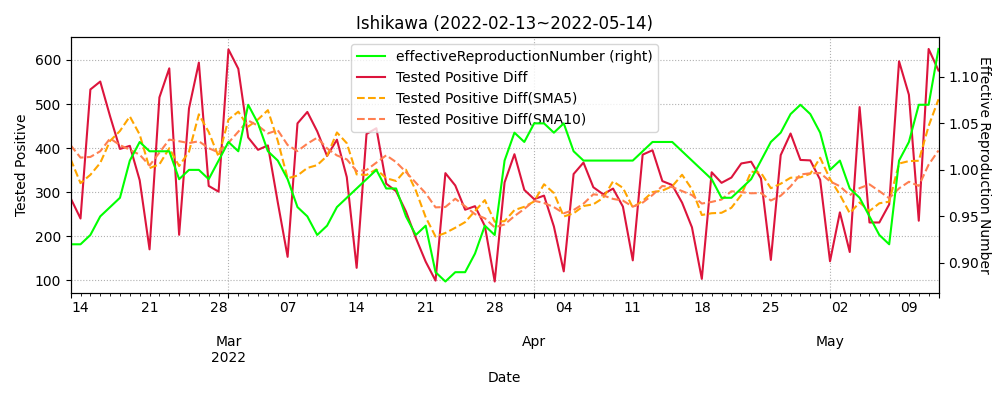 Ishikawa (2022-02-13~2022-05-14)
effectiveReproductionNumber (right)
Tested Positive Diff
Tested Positive Diff(SMA5)
Tested Positive Diff(SMA10)
Tested Positive
600
500
400
300
200
100
Effective Reproduction Number
1.10
1.05
1.00
0.95
0.90
14 21 28 07 14 21 28 04 11 18 25 02 09
Mar Apr May
2022
Date